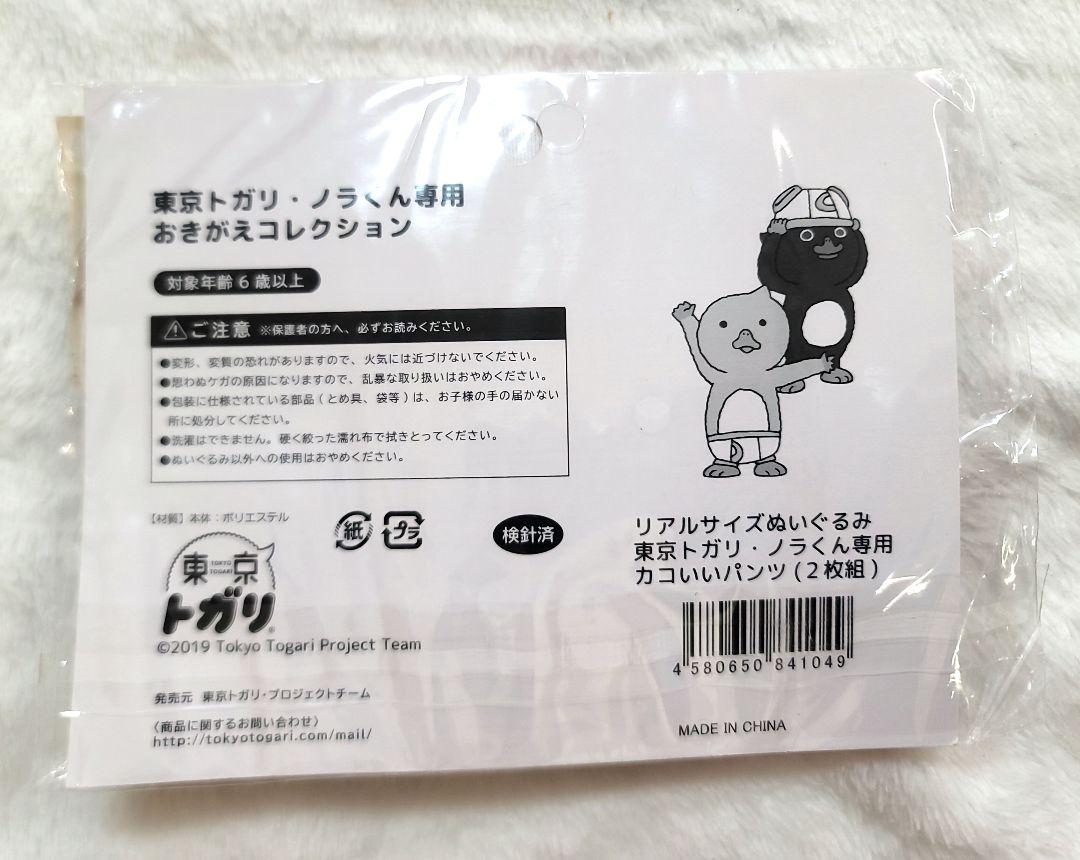 東京トガリ・ノラくん専用
おきがえコレクション
対象年齢6歳以上
ご注意 ※保護者の方へ、必ずお読みください。
●変形、変質の恐れがありますので、火気には近づけないでください。
●思わぬケガの原因になりますので、乱暴な取り扱いはおやめください。
●包装に仕様されている部品(とめ具、袋等)は、お子様の手の届かない
所に処分してください。
●洗濯はできません。硬く絞った濡れ布で拭きとってください。
●ぬいぐるみ以外への使用はおやめください。
【材質】本体：ポリエステル
紙 プラ
検針済
東京
TOKYO
TOGARI
トガリ®
©2019 Tokyo Togari Project Team
発売元 東京トガリ・プロジェクトチーム
〈商品に関するお問い合わせ〉
http://tokyotogari.com/mail/
リアルサイズぬいぐるみ
東京トガリ・ノラくん専用
カコいいパンツ(2枚組)
4 580650 841049
MADE IN CHINA